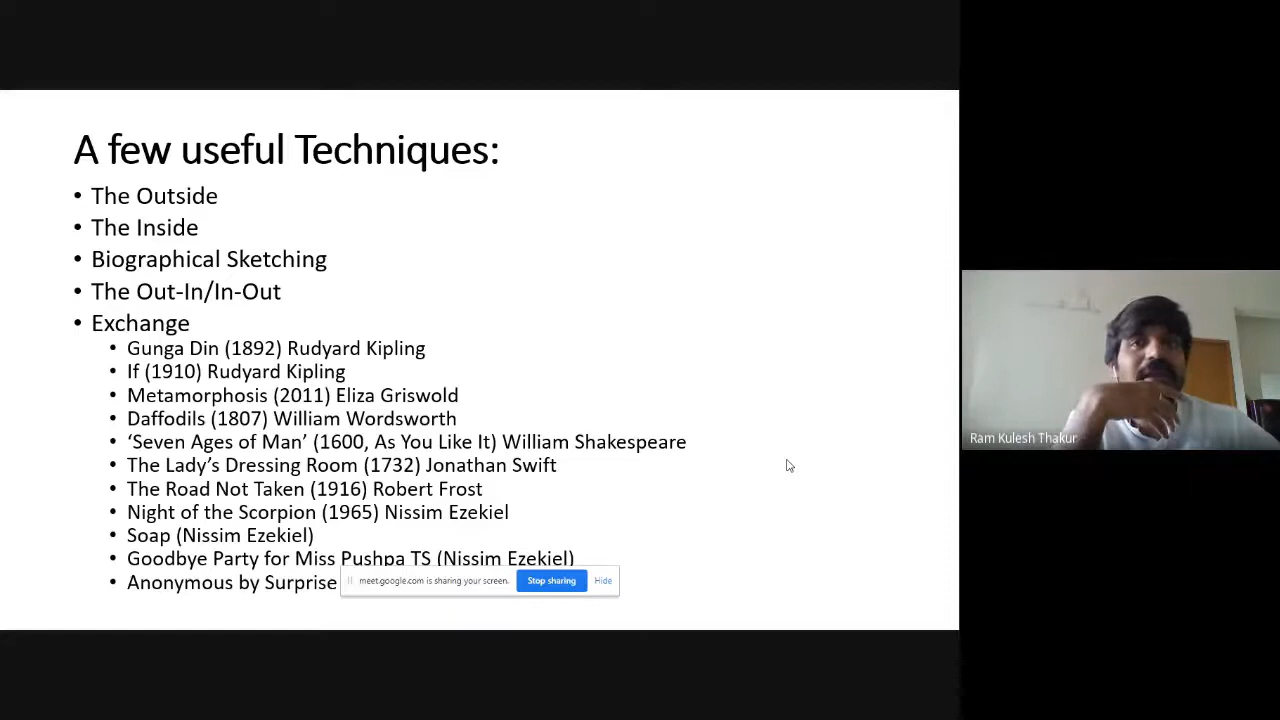 A few useful Techniques:
• The Outside
• The Inside
• Biographical Sketching
• The Out-In/In-Out
• Exchange
• Gunga Din (1892) Rudyard Kipling
• If (1910) Rudyard Kipling
• Metamorphosis (2011) Eliza Griswold
• Daffodils (1807) William Wordsworth
• ‘Seven Ages of Man’ (1600, As You Like It) William Shakespeare
• The Lady’s Dressing Room (1732) Jonathan Swift
• The Road Not Taken (1916) Robert Frost
• Night of the Scorpion (1965) Nissim Ezekiel
• Soap (Nissim Ezekiel)
• Goodbye Party for Miss Pushpa TS (Nissim Ezekiel)
• Anonymous by Surprise
meet.google.com is sharing your screen. Stop sharing Hide
Ram Kulesh Thakur